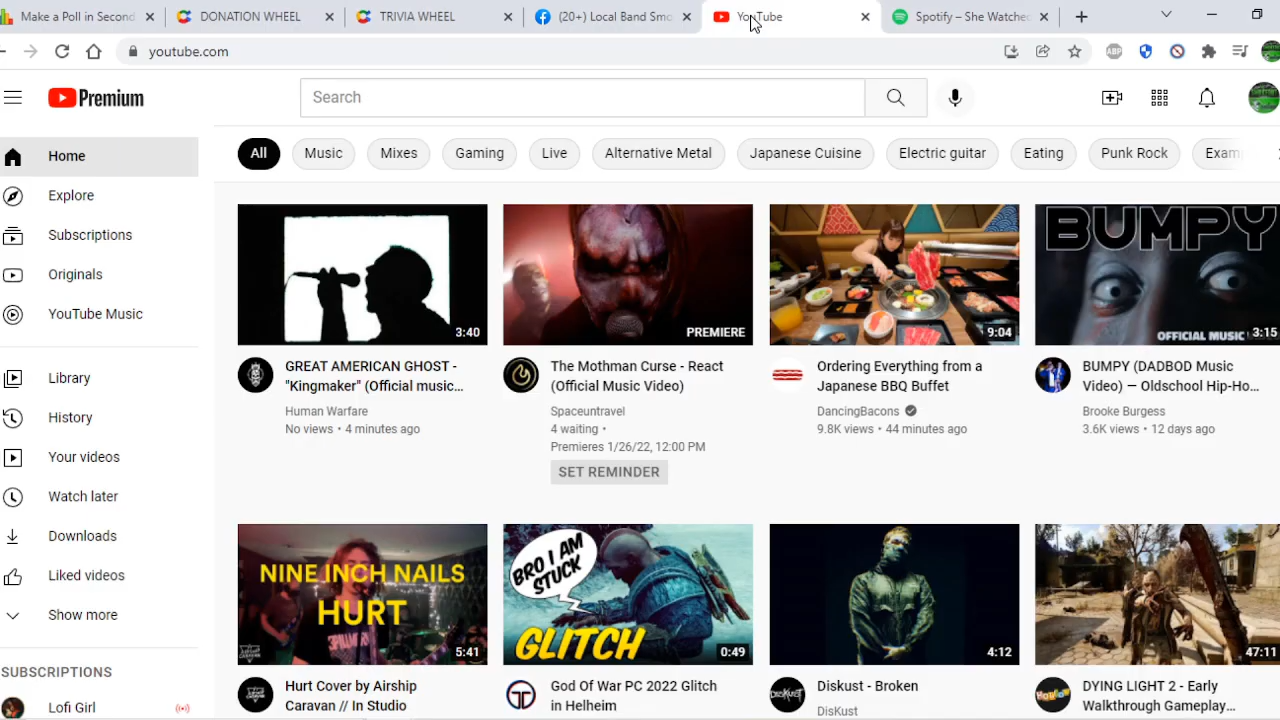 Make a Poll in Second
DONATION WHEEL
TRIVIA WHEEL
(20+) Local Band Smo
YouTube
Spotify – She Watched
youtube.com
ABP
Premium
Search
Home
Explore
Subscriptions
Originals
YouTube Music
Library
History
Your videos
Watch later
Downloads
Liked videos
Show more
SUBSCRIPTIONS
Lofi Girl
All
Music
Mixes
Gaming
Live
Alternative Metal
Japanese Cuisine
Electric guitar
Eating
Punk Rock
Exam
3:40
GREAT AMERICAN GHOST -
"Kingmaker" (Official music...
Human Warfare
No views • 4 minutes ago
PREMIERE
The Mothman Curse - React
(Official Music Video)
Spaceuntravel
4 waiting •
Premieres 1/26/22, 12:00 PM
SET REMINDER
9:04
Ordering Everything from a
Japanese BBQ Buffet
DancingBacons
9.8K views • 44 minutes ago
BUMPY
OFFICIAL MUSIC
3:15
BUMPY (DADBOD Music
Video) — Oldschool Hip-Ho...
Brooke Burgess
3.6K views • 12 days ago
NINE INCH NAILS
HURT
5:41
Hurt Cover by Airship
Caravan // In Studio
BRO I AM
STUCK
GLITCH
0:49
God Of War PC 2022 Glitch
in Helheim
4:12
DISKUST
Diskust - Broken
DisKust
47:11
DYING LIGHT 2 - Early
Walkthrough Gameplay...